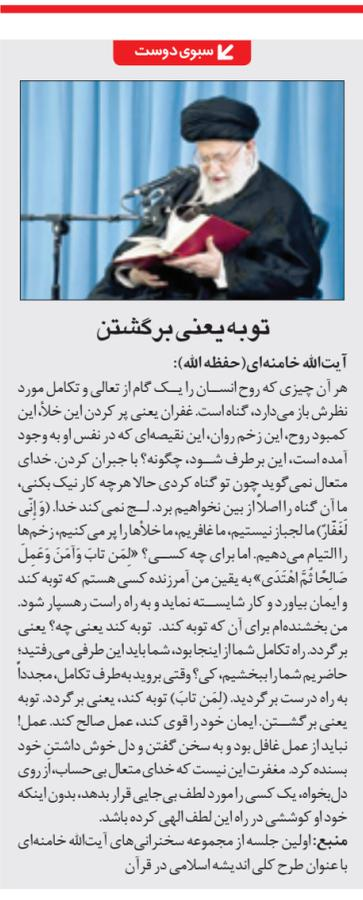 سبوی دوست
توبه یعنی برگشتن
آیت‌الله خامنه‌ای(حفظه الله):
هر آن چیزی که روح انسان را یک گام از تعالی و تکامل مورد
نظرش باز می‌دارد، گناه است. غفران یعنی پر کردن این خلأ، این
کمبود روح، این زخم روان، این نقیصه‌ای که در نفس او به وجود
آمده است، این برطرف شود، چگونه؟ با جبران کردن. خدای
متعال نمی‌گوید چون تو گناه کردی حالا هرچه کار نیک بکنی،
ما آن گناه را اصلاً از بین نخواهیم برد. لج نمی‌کند خدا. (وَ إِنّی
لَغَفّارٌ) ما لجباز نیستیم، ما غافریم، ما خلأها را پر می‌کنیم، زخم‌ها
را التیام می‌دهیم. اما برای چه کسی؟ «لِمَن تابَ وَآمَنَ وَعَمِلَ
صَالِحًا ثُمَّ اهْتَدَی» به یقین من آمرزنده کسی هستم که توبه کند
و ایمان بیاورد و کار شایسته نماید و به راه راست رهسپار شود.
من بخشنده‌ام برای آن که توبه کند. توبه کند یعنی چه؟ یعنی
برگردد. راه تکامل شما از اینجا بود، شما باید این طرفی می‌رفتید؛
حاضریم شما را ببخشیم، کی؟ وقتی بروید به‌طرف تکامل، مجدداً
به راه درست برگردید. (لِمَن تابَ) توبه کند، یعنی برگردد. توبه
یعنی برگشتن. ایمان خود را قوی کند، عمل صالح کند. عمل!
نباید از عمل غافل بود و به سخن گفتن و دل خوش داشتنِ خود
بسنده کرد. مغفرت این نیست که خدای متعال بی‌حساب، از روی
دل‌بخواه، یک کسی را مورد لطف بی‌جایی قرار بدهد، بدون اینکه
خود او کوششی در راه این لطف الهی کرده باشد.
منبع: اولین جلسه از مجموعه سخنرانی‌های آیت‌الله خامنه‌ای
با عنوان طرح کلی اندیشه اسلامی در قرآن